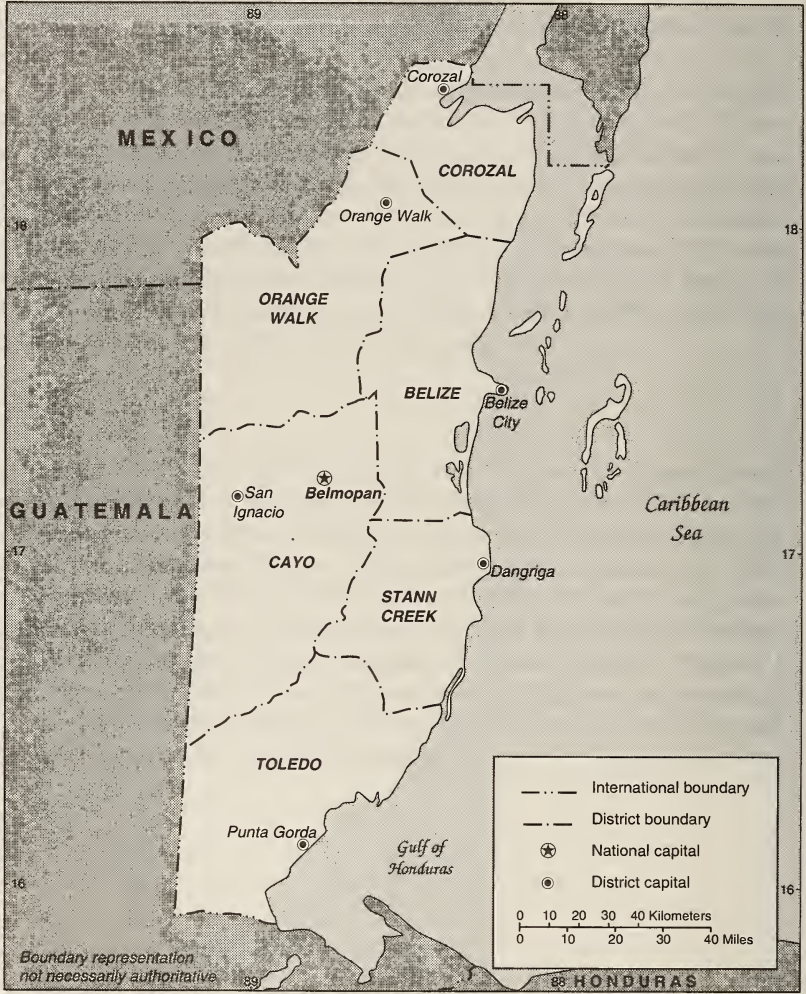 89
88
Corozal
MEXICO
COROZAL
Orange Walk
18
18
ORANGE
WALK
BELIZE
Belize
City
San
Ignacio
Belmopan
GUATEMALA
Caribbean
Sea
17
17
CAYO
Dangriga
STANN
CREEK
TOLEDO
Punta Gorda
Gulf of
Honduras
16
16
International boundary
District boundary
National capital
District capital
0 10 20 30 40 Kilometers
0 10 20 30 40 Miles
Boundary representation
not necessarily authoritative
89
88
HONDURAS